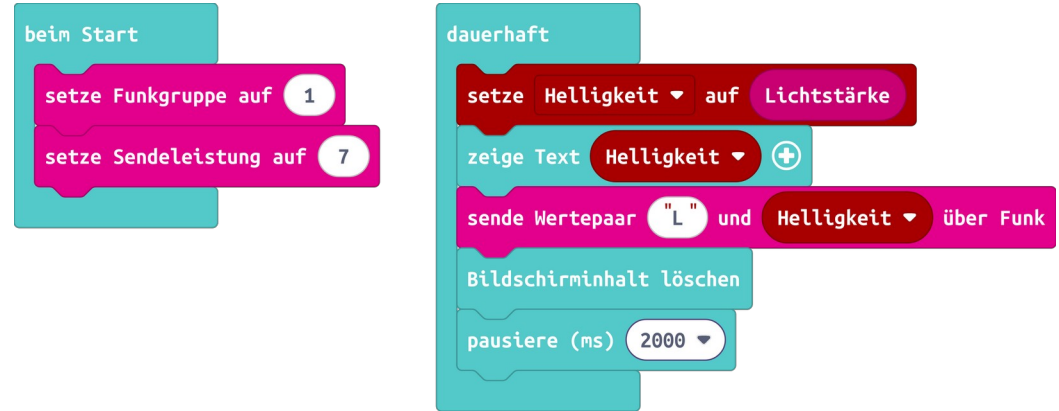 beim Start
setze Funkgruppe auf 1
setze Sendeleistung auf 7
dauerhaft
setze Helligkeit auf Lichtstärke
zeige Text Helligkeit
sende Wertepaar "L" und Helligkeit über Funk
Bildschirminhalt löschen
pausiere (ms) 2000